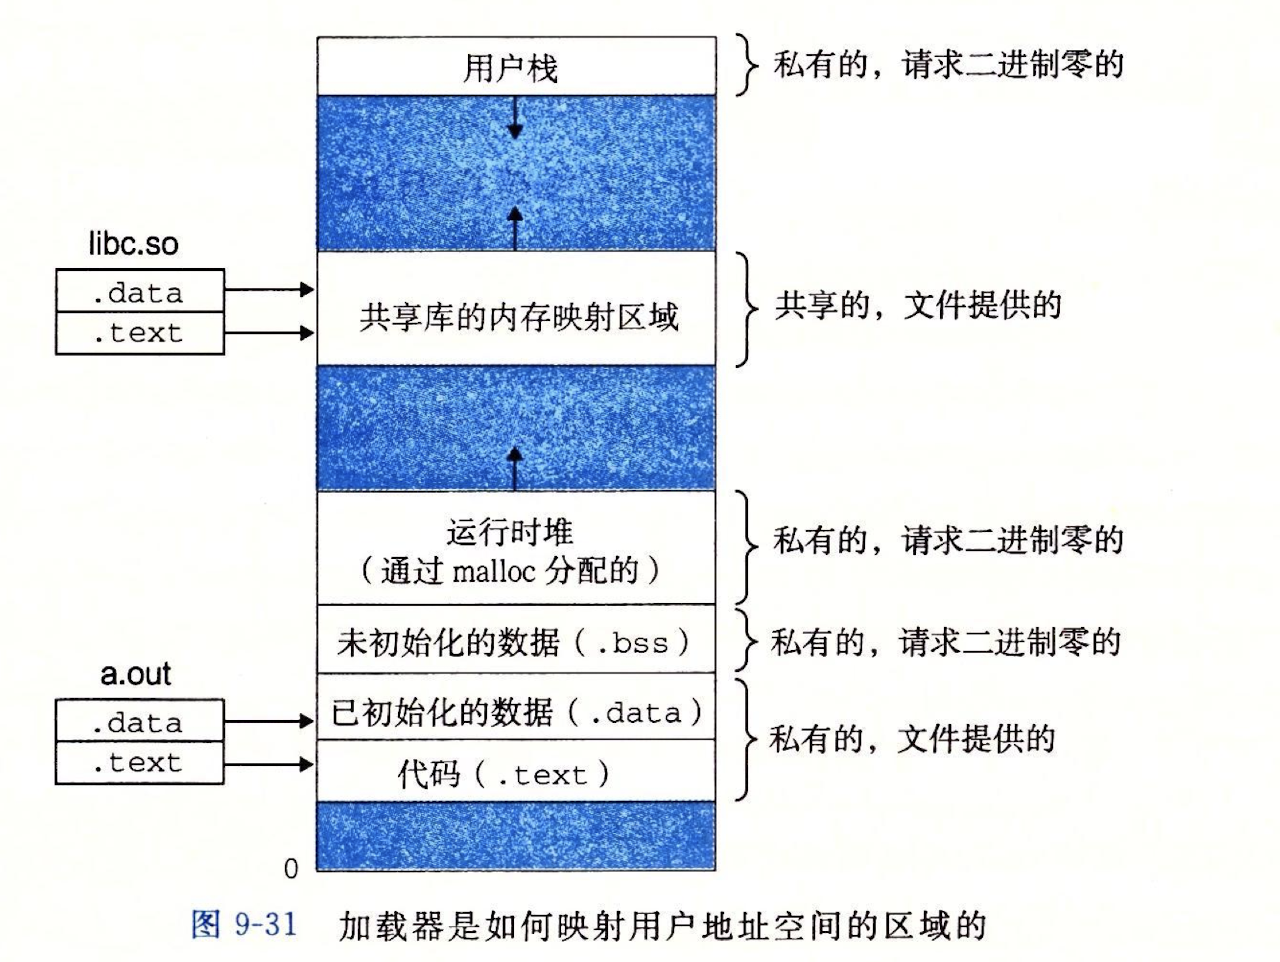 用户栈
私有的，请求二进制零的
libc.so
.data
.text
共享库的内存映射区域
共享的，文件提供的
运行时堆
（通过 malloc 分配的）
私有的，请求二进制零的
未初始化的数据（.bss）
私有的，请求二进制零的
a.out
.data
.text
已初始化的数据（.data）
代码（.text）
私有的，文件提供的
0
图 9-31 加载器是如何映射用户地址空间的区域的